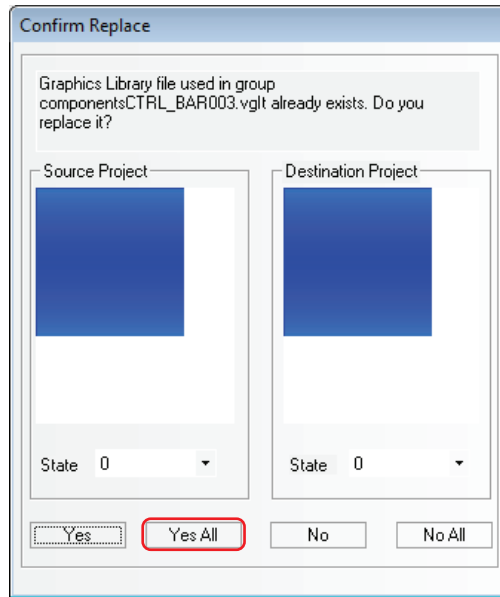 Confirm Replace
Graphics Library file used in group
componentsCTRL_BAR003.vglt already exists. Do you
replace it?
Source Project
Destination Project
State 0
State 0
Yes
Yes All
No
No All